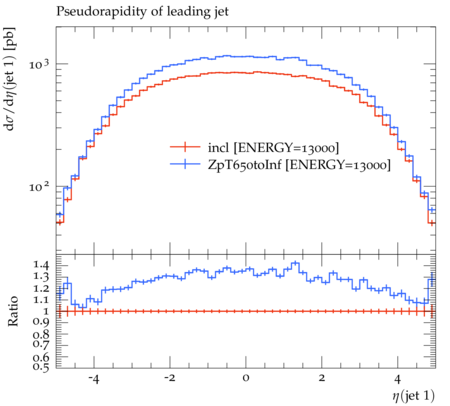 Pseudorapidity of leading jet
dσ/dη(jet 1) [pb]
10³
10²
incl [ENERGY=13000]
ZpT650toInf [ENERGY=13000]
Ratio
1.4
1.3
1.2
1.1
1
0.9
0.8
0.7
0.6
0.5
-4
-2
0
2
4
η(jet 1)